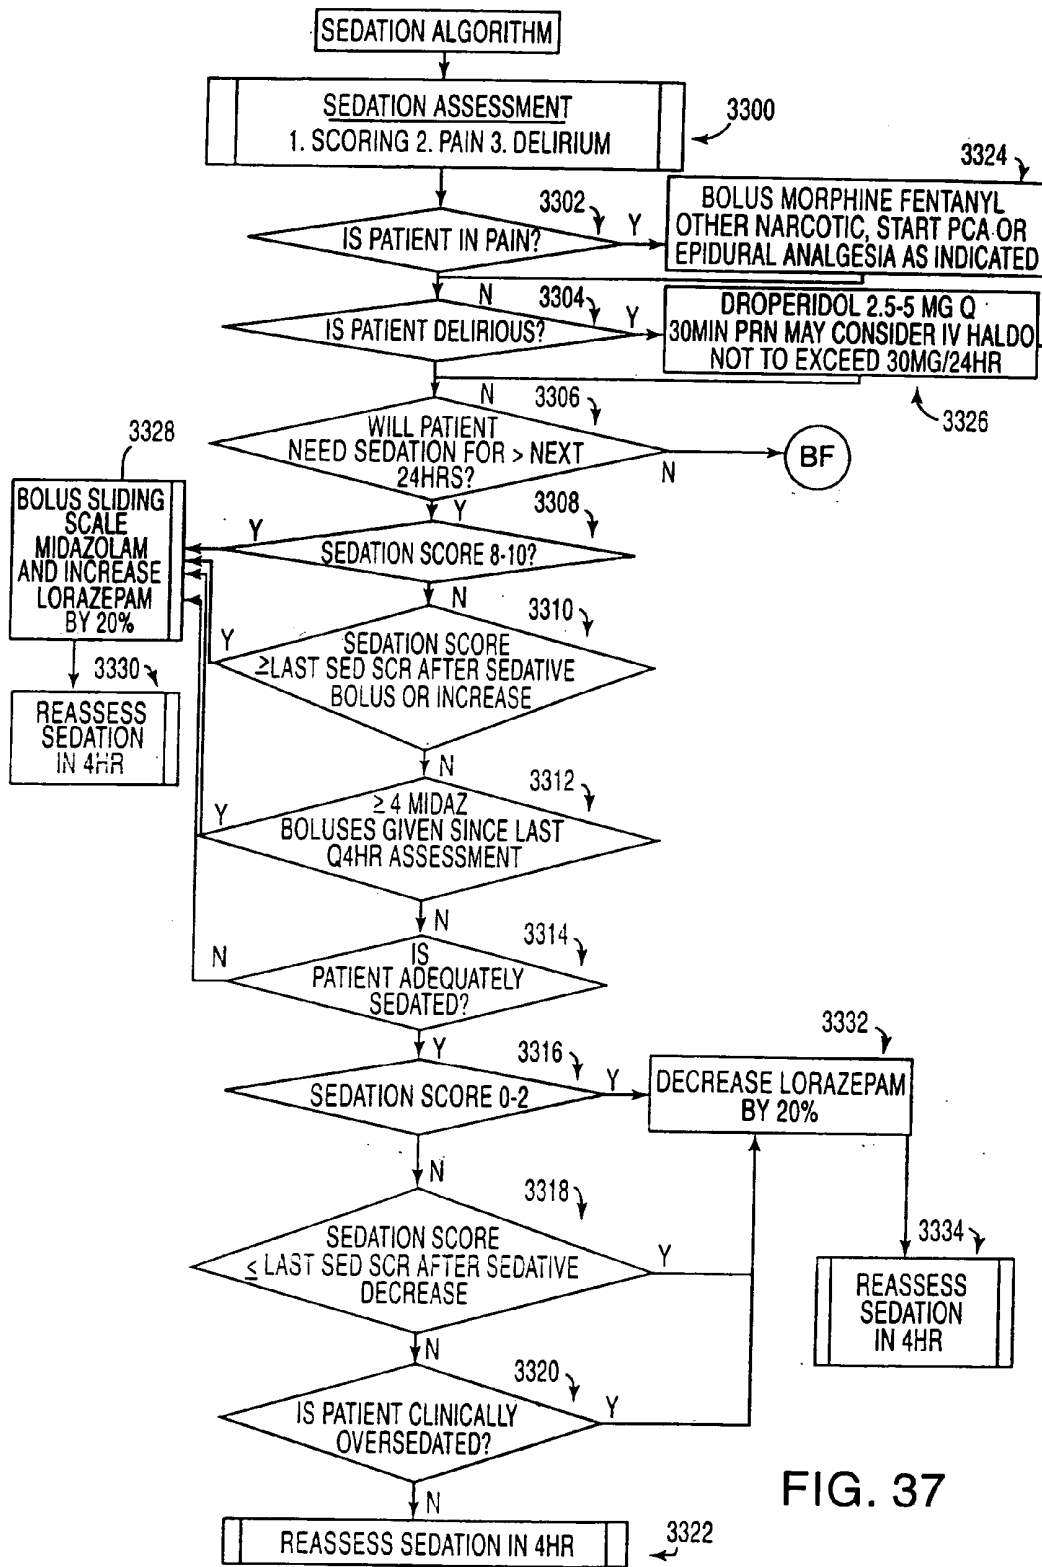 SEDATION ALGORITHM
SEDATION ASSESSMENT
1. SCORING 2. PAIN 3. DELIRIUM
3300
3302
IS PATIENT IN PAIN?
Y
N
3324
BOLUS MORPHINE FENTANYL
OTHER NARCOTIC, START PCA OR
EPIDURAL ANALGESIA AS INDICATED
3304
IS PATIENT DELIRIOUS?
Y
N
DROPERIDOL 2.5-5 MG Q
30MIN PRN MAY CONSIDER IV HALDO
NOT TO EXCEED 30MG/24HR
3326
3306
WILL PATIENT
NEED SEDATION FOR > NEXT
24HRS?
N
BF
Y
3328
BOLUS SLIDING
SCALE
MIDAZOLAM
AND INCREASE
LORAZEPAM
BY 20%
3308
Y
SEDATION SCORE 8-10?
N
3330
REASSESS
SEDATION
IN 4HR
3310
Y
SEDATION SCORE
≥LAST SED SCR AFTER SEDATIVE
BOLUS OR INCREASE
N
3312
Y
≥ 4 MIDAZ
BOLUSES GIVEN SINCE LAST
Q4HR ASSESSMENT
N
3314
N
IS
PATIENT ADEQUATELY
SEDATED?
Y
3316
SEDATION SCORE 0-2
Y
N
3332
DECREASE LORAZEPAM
BY 20%
3318
SEDATION SCORE
≤ LAST SED SCR AFTER SEDATIVE
DECREASE
Y
N
3334
REASSESS
SEDATION
IN 4HR
3320
IS PATIENT CLINICALLY
OVERSEDATED?
Y
N
REASSESS SEDATION IN 4HR
3322
FIG. 37